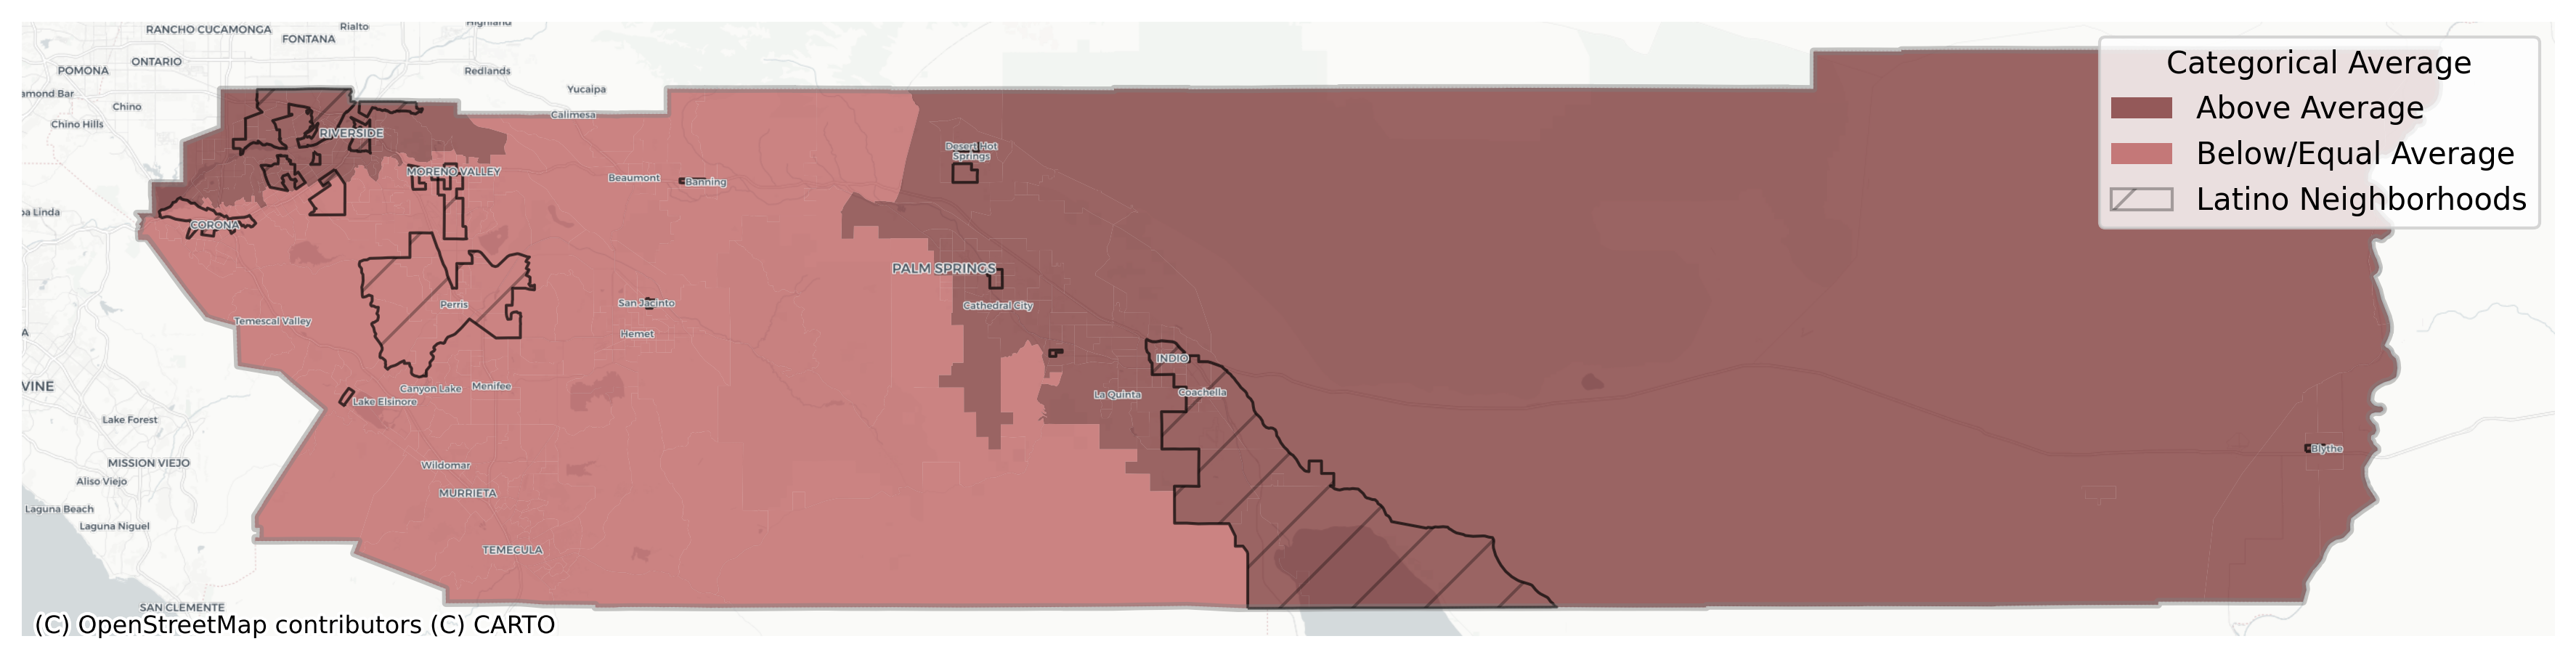 Highland
RANCHO CUCAMONGA
Rialto
FONTANA
ONTARIO
POMONA
Redlands
amond Bar
Chino
Yucaipa
Calimesa
Chino Hills
RIVERSIDE
MORENO VALLEY
Beaumont
Banning
Desert Hot
Springs
ba Linda
CORONA
PALM SPRINGS
Cathedral City
Perris
San Jacinto
Temescal Valley
Hemet
A
INDIO
VINE
Canyon Lake
Menifee
Lake Elsinore
La Quinta
Coachella
Lake Forest
Blythe
MISSION VIEJO
Wildomar
Aliso Viejo
MURRIETA
Laguna Beach
Laguna Niguel
TEMECULA
SAN CLEMENTE
Categorical Average
Above Average
Below/Equal Average
Latino Neighborhoods
(C) OpenStreetMap contributors (C) CARTO